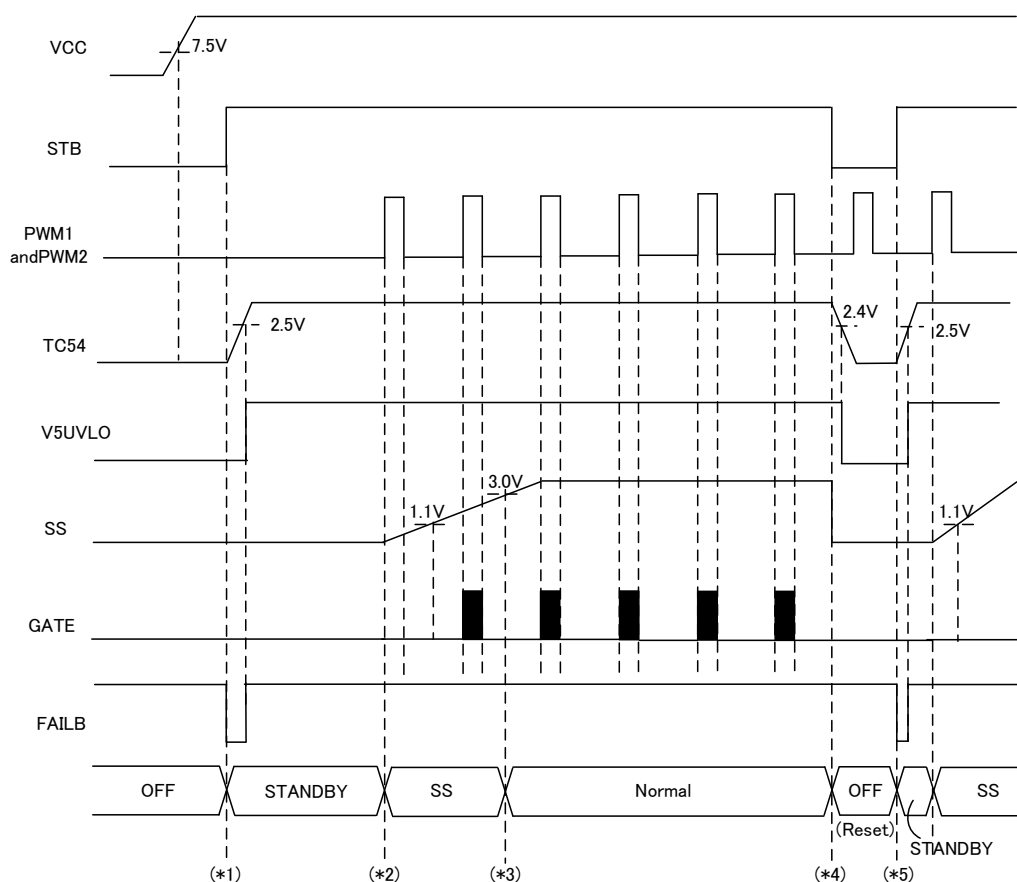 VCC
7.5V
STB
PWM1
andPWM2
TC54
2.5V
2.4V
2.5V
V5UVLO
SS
1.1V
3.0V
1.1V
GATE
FAILB
OFF
STANDBY
SS
Normal
OFF
SS
(Reset)
STANDBY
(*1)
(*2)
(*3)
(*4)
(*5)